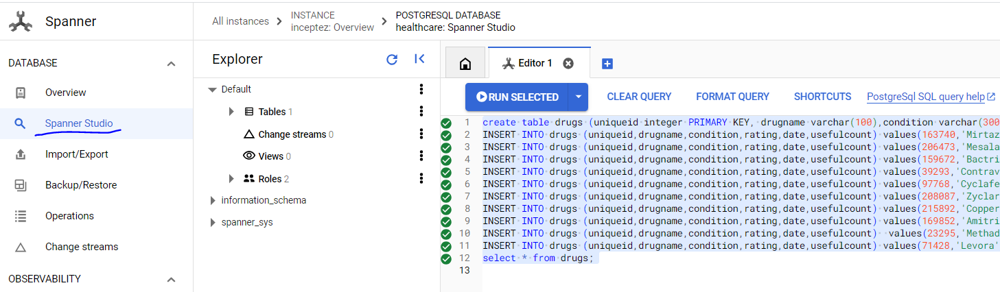 Spanner
All instances
INSTANCE
inceptez: Overview
POSTGRESQL DATABASE
healthcare: Spanner Studio
DATABASE
Overview
Spanner Studio
Import/Export
Backup/Restore
Operations
Change streams
OBSERVABILITY
Explorer
Default
Tables 1
Change streams 0
Views 0
Roles 2
information_schema
spanner_sys
Editor 1
RUN SELECTED
CLEAR QUERY
FORMAT QUERY
SHORTCUTS
PostgreSql SQL query help
1 create table drugs (uniqueid integer PRIMARY KEY, drugname varchar(100),condition varchar(300
2 INSERT INTO drugs (uniqueid,drugname,condition,rating,date,usefulcount) values(163740,'Mirtaz
3 INSERT INTO drugs (uniqueid,drugname,condition,rating,date,usefulcount) values(206473,'Mesala
4 INSERT INTO drugs (uniqueid,drugname,condition,rating,date,usefulcount) values(159672,'Bactri
5 INSERT INTO drugs (uniqueid,drugname,condition,rating,date,usefulcount) values(39293,'Contrav
6 INSERT INTO drugs (uniqueid,drugname,condition,rating,date,usefulcount) values(97768,'Cyclafe
7 INSERT INTO drugs (uniqueid,drugname,condition,rating,date,usefulcount) values(208087,'Zyclar
8 INSERT INTO drugs (uniqueid,drugname,condition,rating,date,usefulcount) values(215892,'Copper
9 INSERT INTO drugs (uniqueid,drugname,condition,rating,date,usefulcount) values(169852,'Amitri
10 INSERT INTO drugs (uniqueid,drugname,condition,rating,date,usefulcount)  values(23295,'Methad
11 INSERT INTO drugs (uniqueid,drugname,condition,rating,date,usefulcount) values(71428,'Levora'
12 select * from drugs;
13